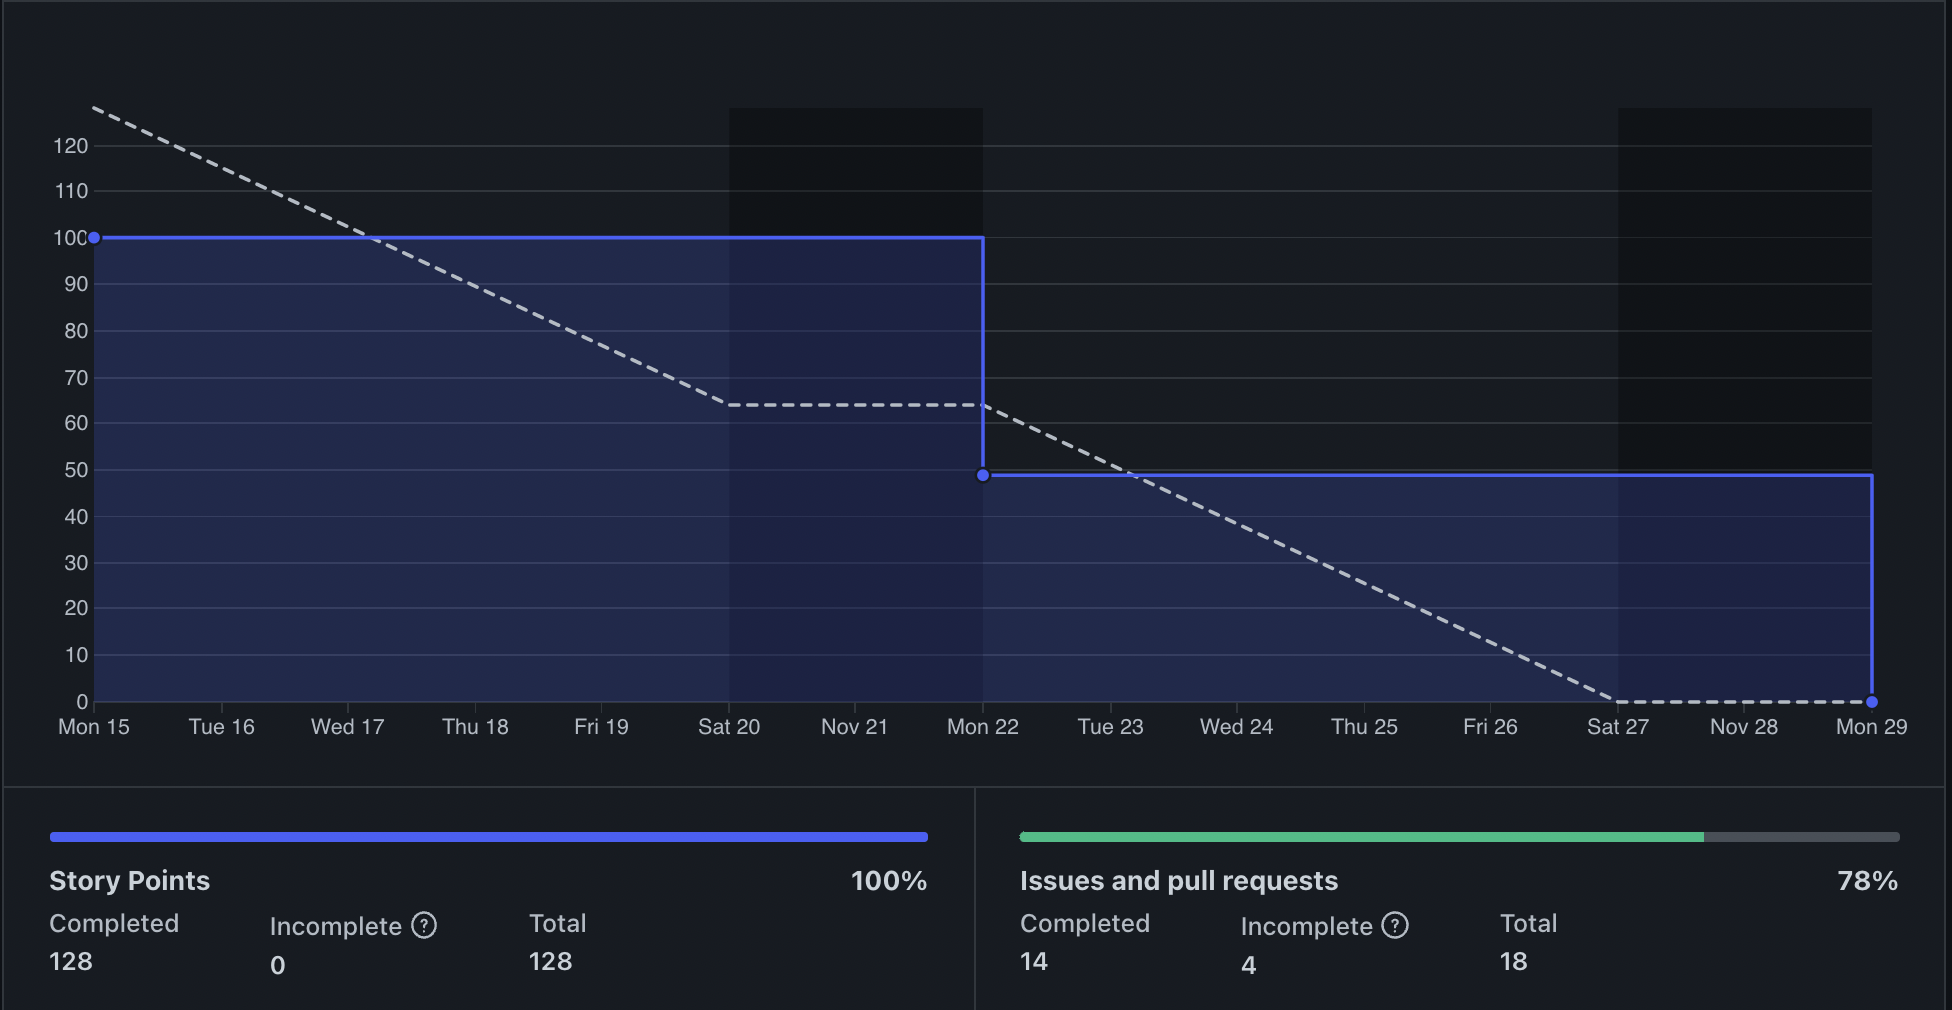 120
110
100
90
80
70
60
50
40
30
20
10
0
Mon 15 Tue 16 Wed 17 Thu 18 Fri 19 Sat 20 Nov 21 Mon 22 Tue 23 Wed 24 Thu 25 Fri 26 Sat 27 Nov 28 Mon 29
Story Points 100%
Completed Incomplete ? Total
128 0 128
Issues and pull requests 78%
Completed Incomplete ? Total
14 4 18